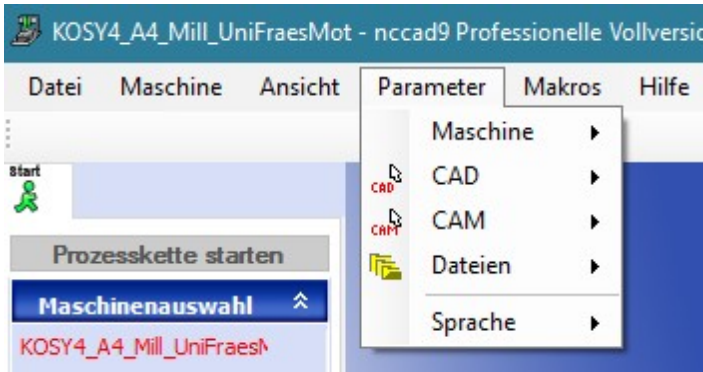 KOSY4_A4_Mill_UniFraesMot - nccad9 Professionelle
Datei Maschine Ansicht Parameter Makros Hilfe
Maschine
Start
CAD CAD
CAM CAM
Prozesskette starten
Dateien
Maschinenauswahl
Sprache
KOSY4_A4_Mill_UniFraesM